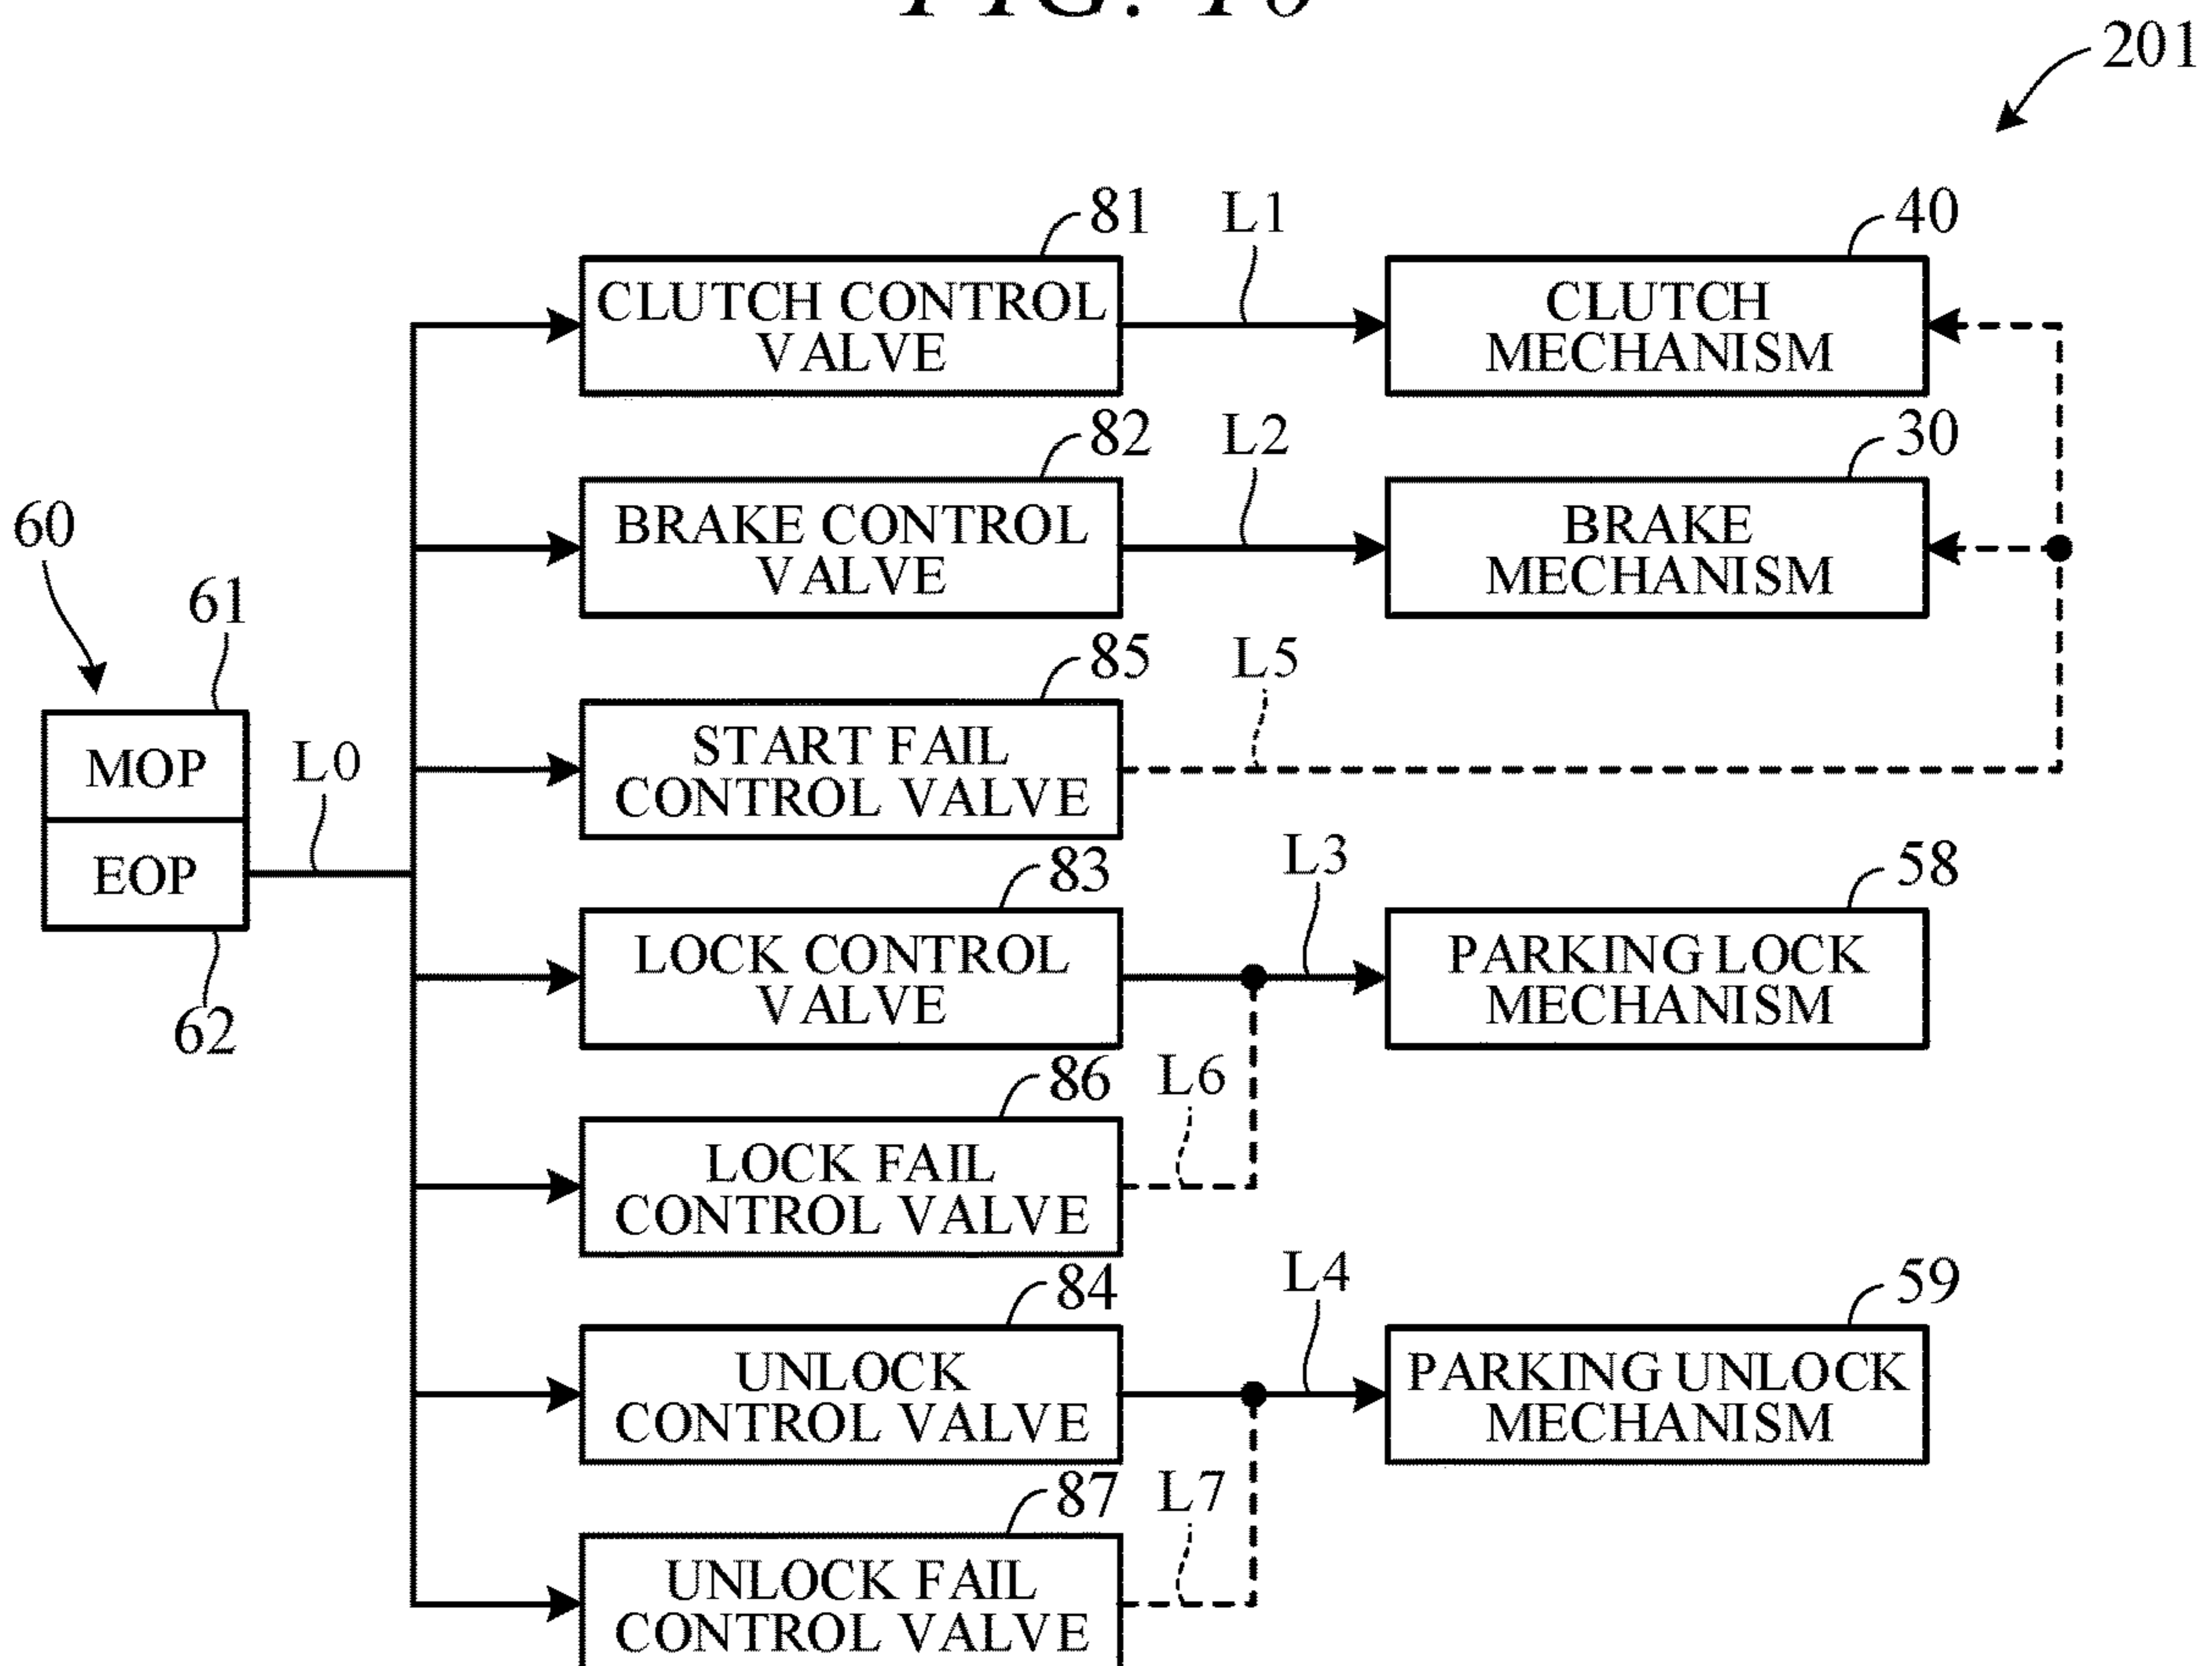 FIG. 16
201
81
L1
40
CLUTCH CONTROL
VALVE
CLUTCH
MECHANISM
82
L2
30
BRAKE CONTROL
VALVE
BRAKE
MECHANISM
60
61
MOP
EOP
62
L0
85
L5
START FAIL
CONTROL VALVE
83
L3
58
LOCK CONTROL
VALVE
PARKING LOCK
MECHANISM
86
L6
LOCK FAIL
CONTROL VALVE
84
L4
59
UNLOCK
CONTROL VALVE
PARKING UNLOCK
MECHANISM
87
L7
UNLOCK FAIL
CONTROL VALVE